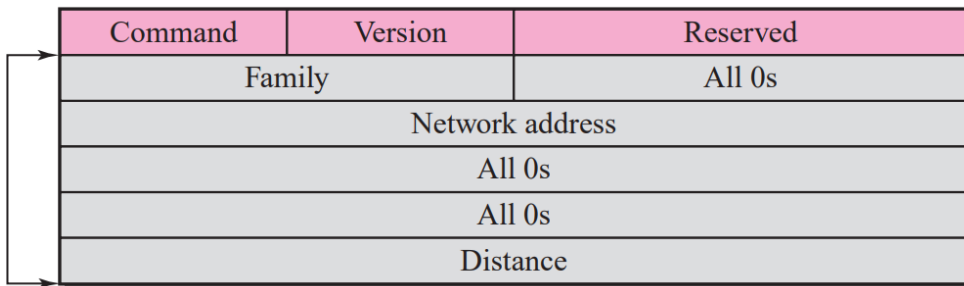 Command Version Reserved
Family All 0s
Network address
All 0s
All 0s
Distance